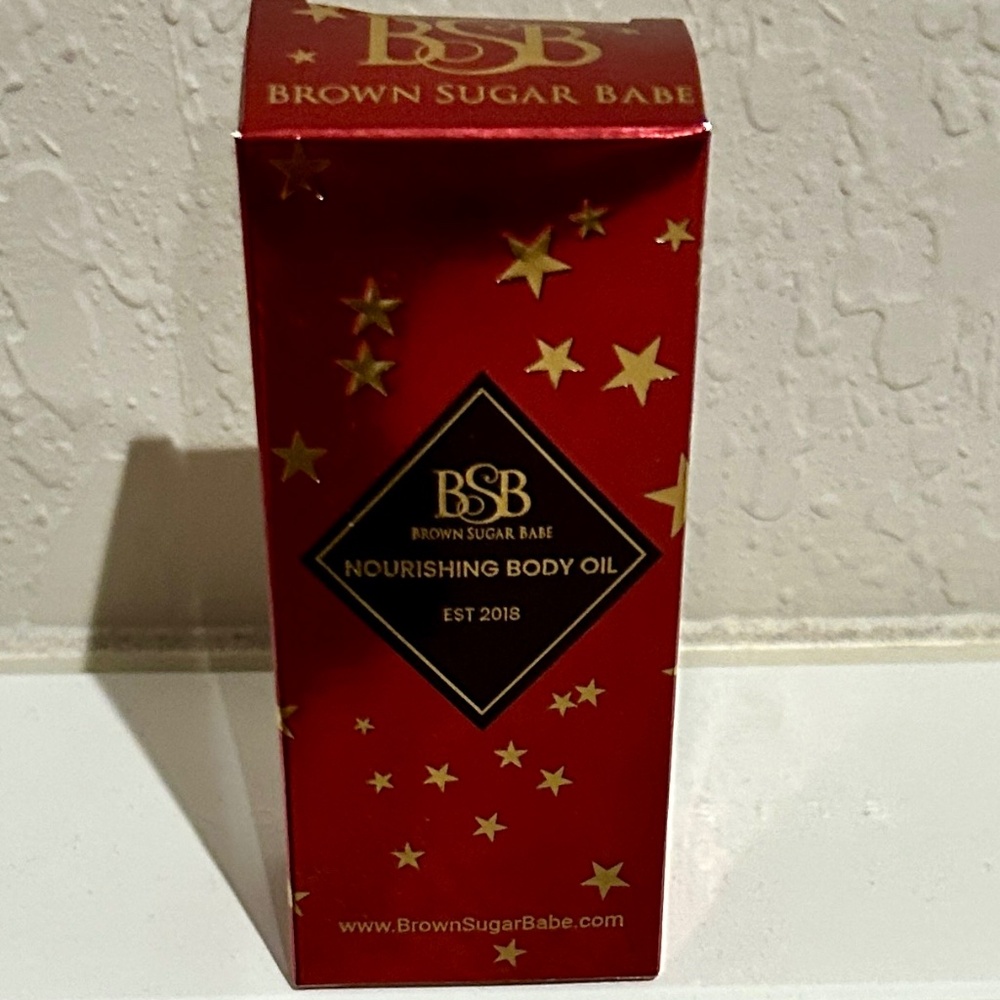 BSB
BROWN SUGAR BABE
BSB
BROWN SUGAR BABE
NOURISHING BODY OIL
EST 2018
www.BrownSugarBabe.com